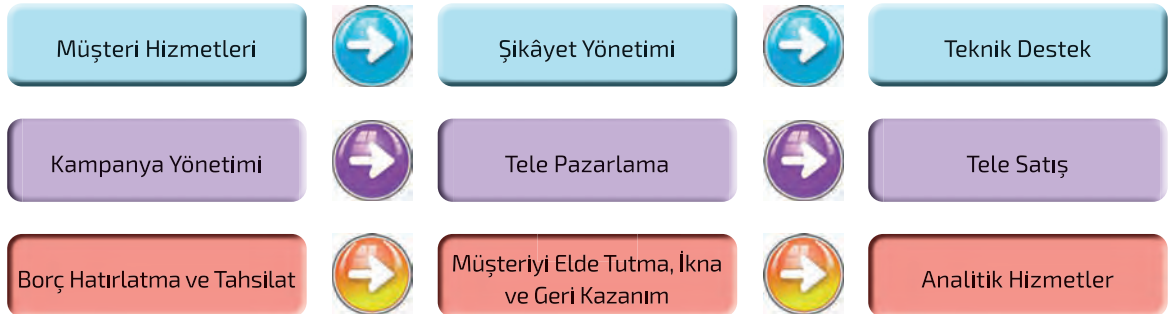 Müşteri Hizmetleri
Şikâyet Yönetimi
Teknik Destek
Kampanya Yönetimi
Tele Pazarlama
Tele Satış
Borç Hatırlatma ve Tahsilat
Müşteriyi Elde Tutma, İkna
ve Geri Kazanım
Analitik Hizmetler